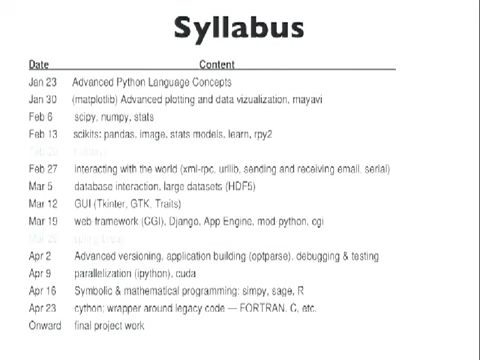 Syllabus
Date Content
Jan 23 Advanced Python Language Concepts
Jan 30 (matplotlib) Advanced plotting and data vizualization, mayavi
Feb 6 scipy, numpy, stats
Feb 13 scikits: pandas, image, stats models, learn, rpy2
Feb 27 interacting with the world (xml-rpc, urllib, sending and receiving email, serial)
Mar 5 database interaction, large datasets (HDF5)
Mar 12 GUI (Tkinter, GTK, Traits)
Mar 19 web framework (CGI), Django, App Engine, mod python, cgi
Apr 2 Advanced versioning, application building (optparse), debugging & testing
Apr 9 parallelization (ipython), cuda
Apr 16 Symbolic & mathematical programming: simpy, sage, R
Apr 23 cython; wrapper around legacy code — FORTRAN, C, etc.
Onward final project work